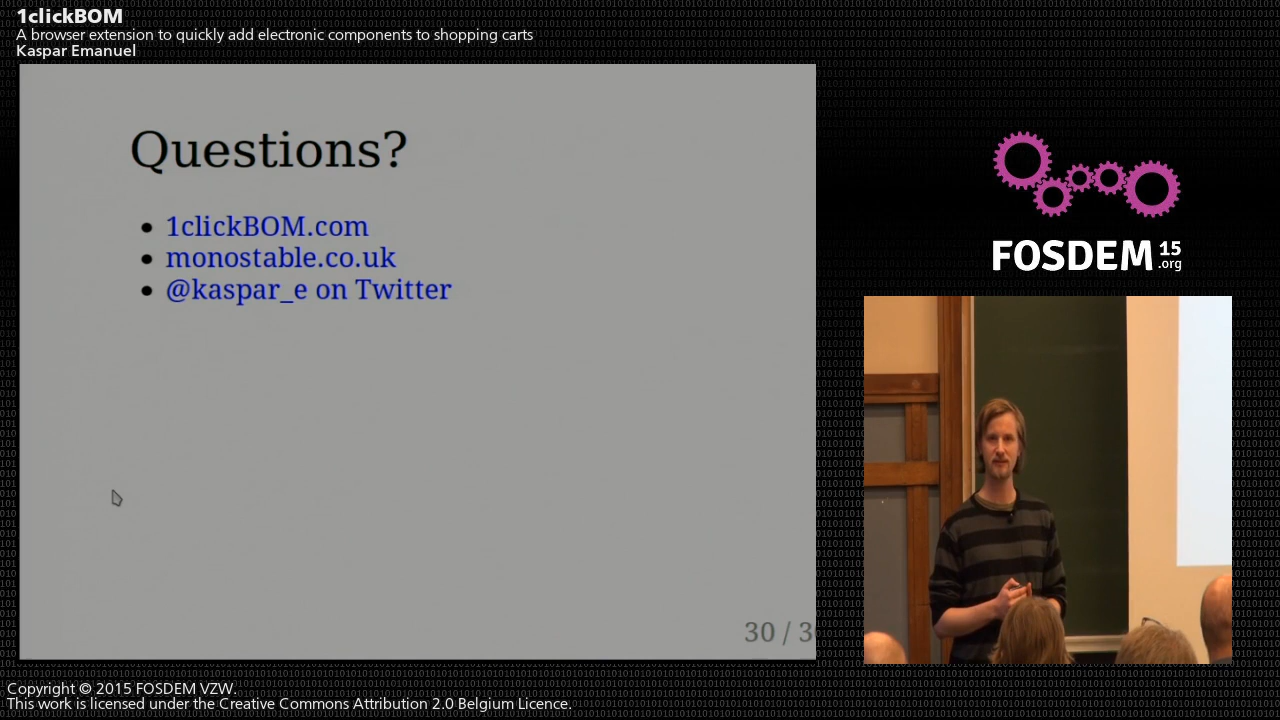 1clickBOM
A browser extension to quickly add electronic components to shopping carts
Kaspar Emanuel
Questions?
1clickBOM.com
monostable.co.uk
@kaspar_e on Twitter
30 / 3
FOSDEM 15
.org
Copyright © 2015 FOSDEM VZW.
This work is licensed under the Creative Commons Attribution 2.0 Belgium Licence.